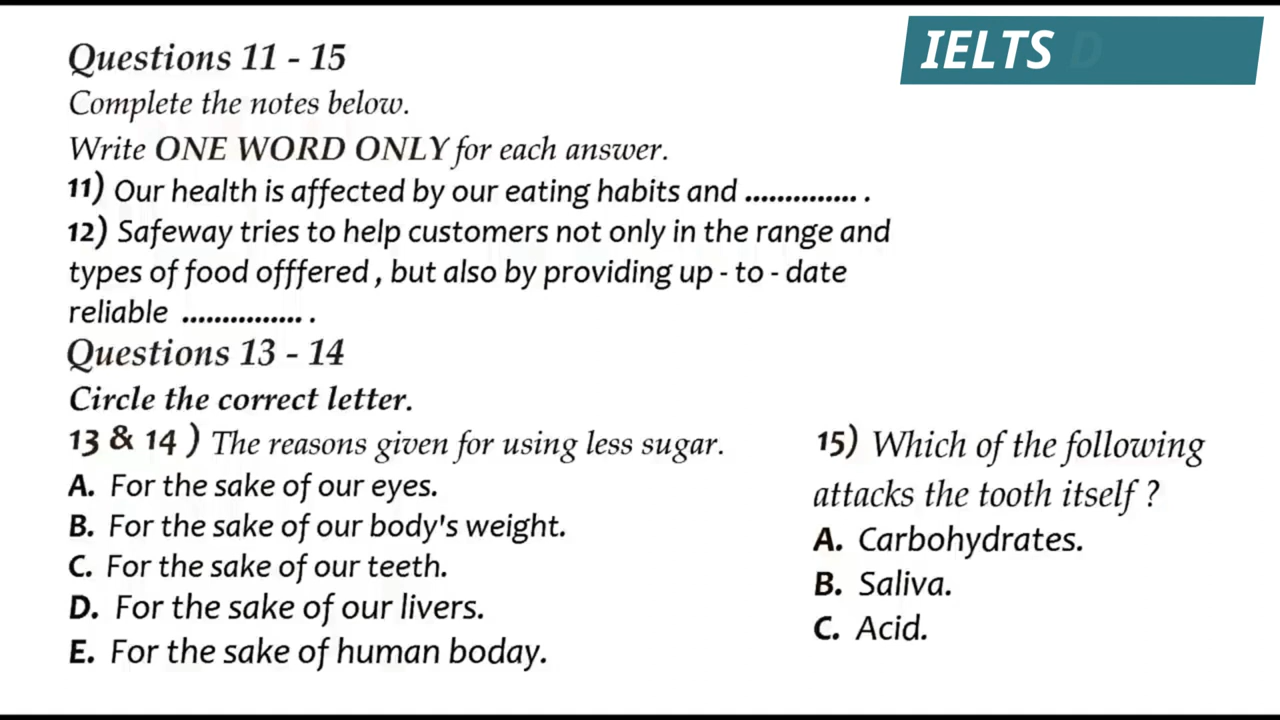 IELTS D
Questions 11 - 15
Complete the notes below.
Write ONE WORD ONLY for each answer.
11) Our health is affected by our eating habits and .............. .
12) Safeway tries to help customers not only in the range and
types of food offfered , but also by providing up - to - date
reliable ............... .
Questions 13 - 14
Circle the correct letter.
13 & 14 ) The reasons given for using less sugar.
A. For the sake of our eyes.
B. For the sake of our body's weight.
C. For the sake of our teeth.
D. For the sake of our livers.
E. For the sake of human boday.
15) Which of the following
attacks the tooth itself ?
A. Carbohydrates.
B. Saliva.
C. Acid.